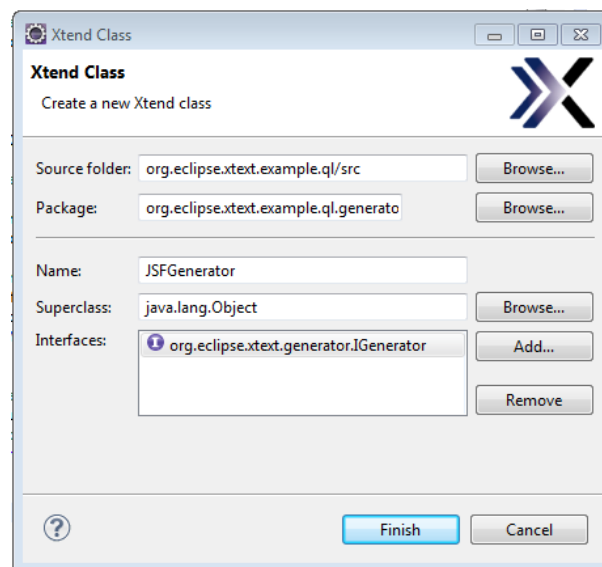 Xtend Class
Xtend Class
Create a new Xtend class
Source folder: org.eclipse.xtext.example.ql/src Browse...
Package: org.eclipse.xtext.example.ql.generato Browse...
Name: JSFGenerator
Superclass: java.lang.Object Browse...
Interfaces: org.eclipse.xtext.generator.IGenerator Add...
Remove
Finish Cancel